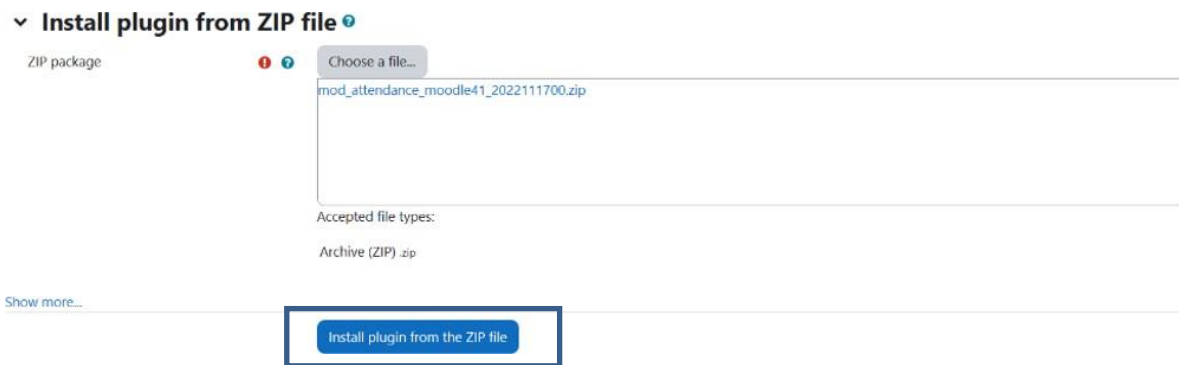 Install plugin from ZIP file
ZIP package
Choose a file...
mod_attendance_moodle41_2022111700.zip
Accepted file types:
Archive (ZIP) .zip
Show more...
Install plugin from the ZIP file